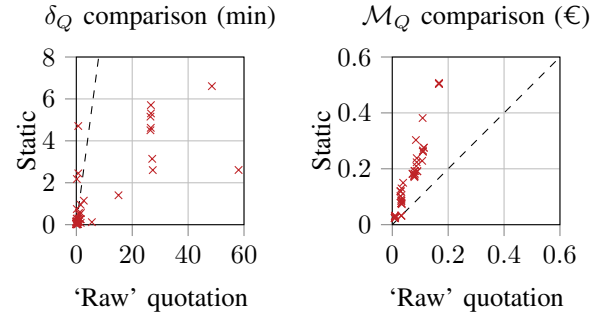 δ_Q comparison (min)
8
6
4
2
0
Static
0 20 40 60
'Raw' quotation
ℳ_Q comparison (€)
0.6
0.4
0.2
0
Static
0 0.2 0.4 0.6
'Raw' quotation